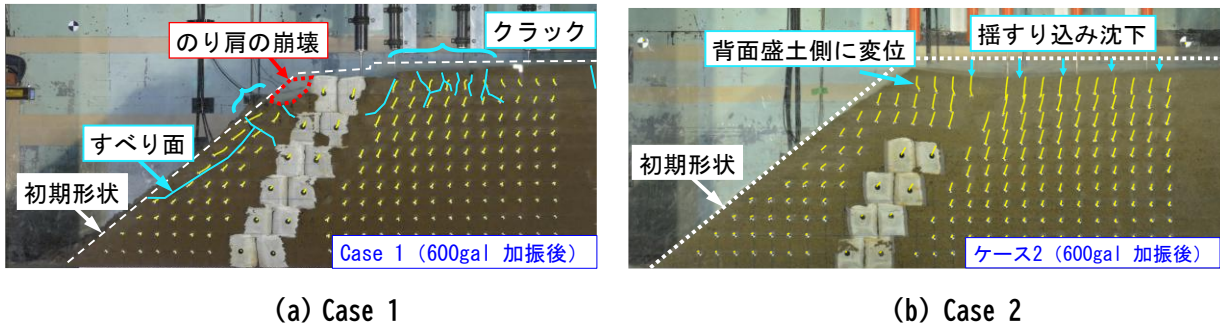 のり肩の崩壊
クラック
すべり面
初期形状
Case 1 (600gal 加振後)
(a) Case 1
背面盛土側に変位
揺すり込み沈下
初期形状
ケース2 (600gal 加振後)
(b) Case 2